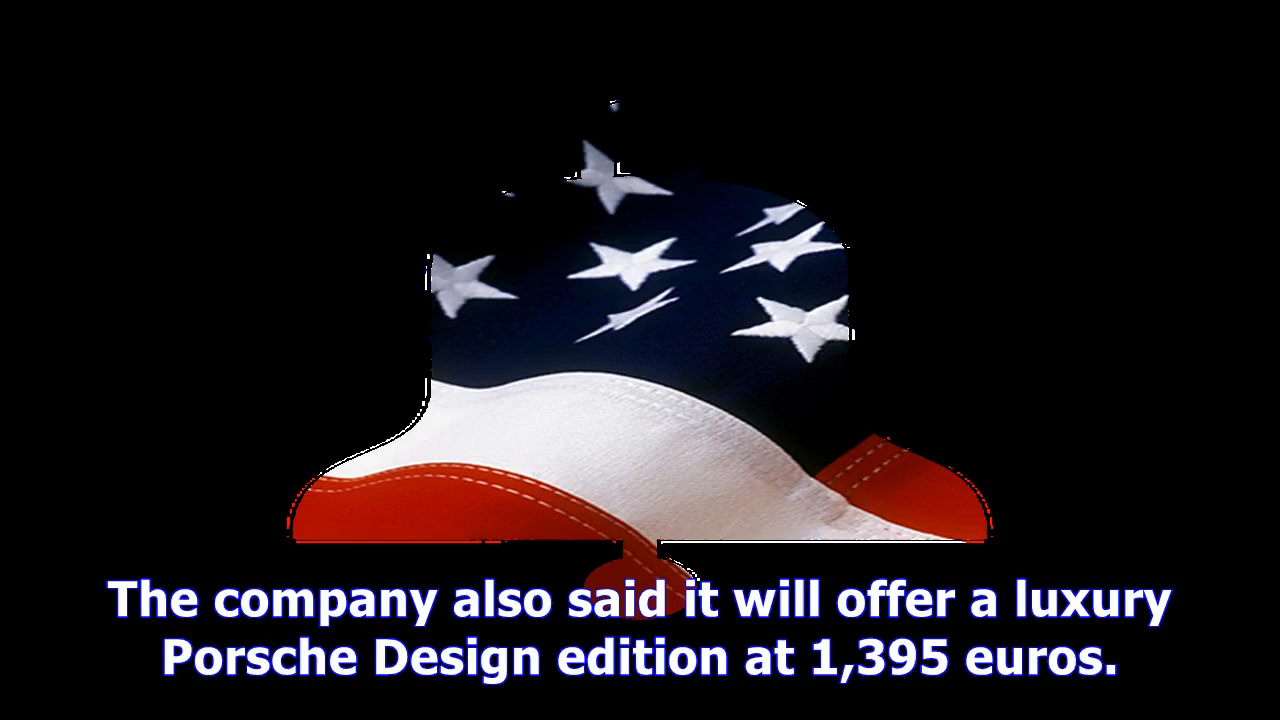 The company also said it will offer a luxury
Porsche Design edition at 1,395 euros.